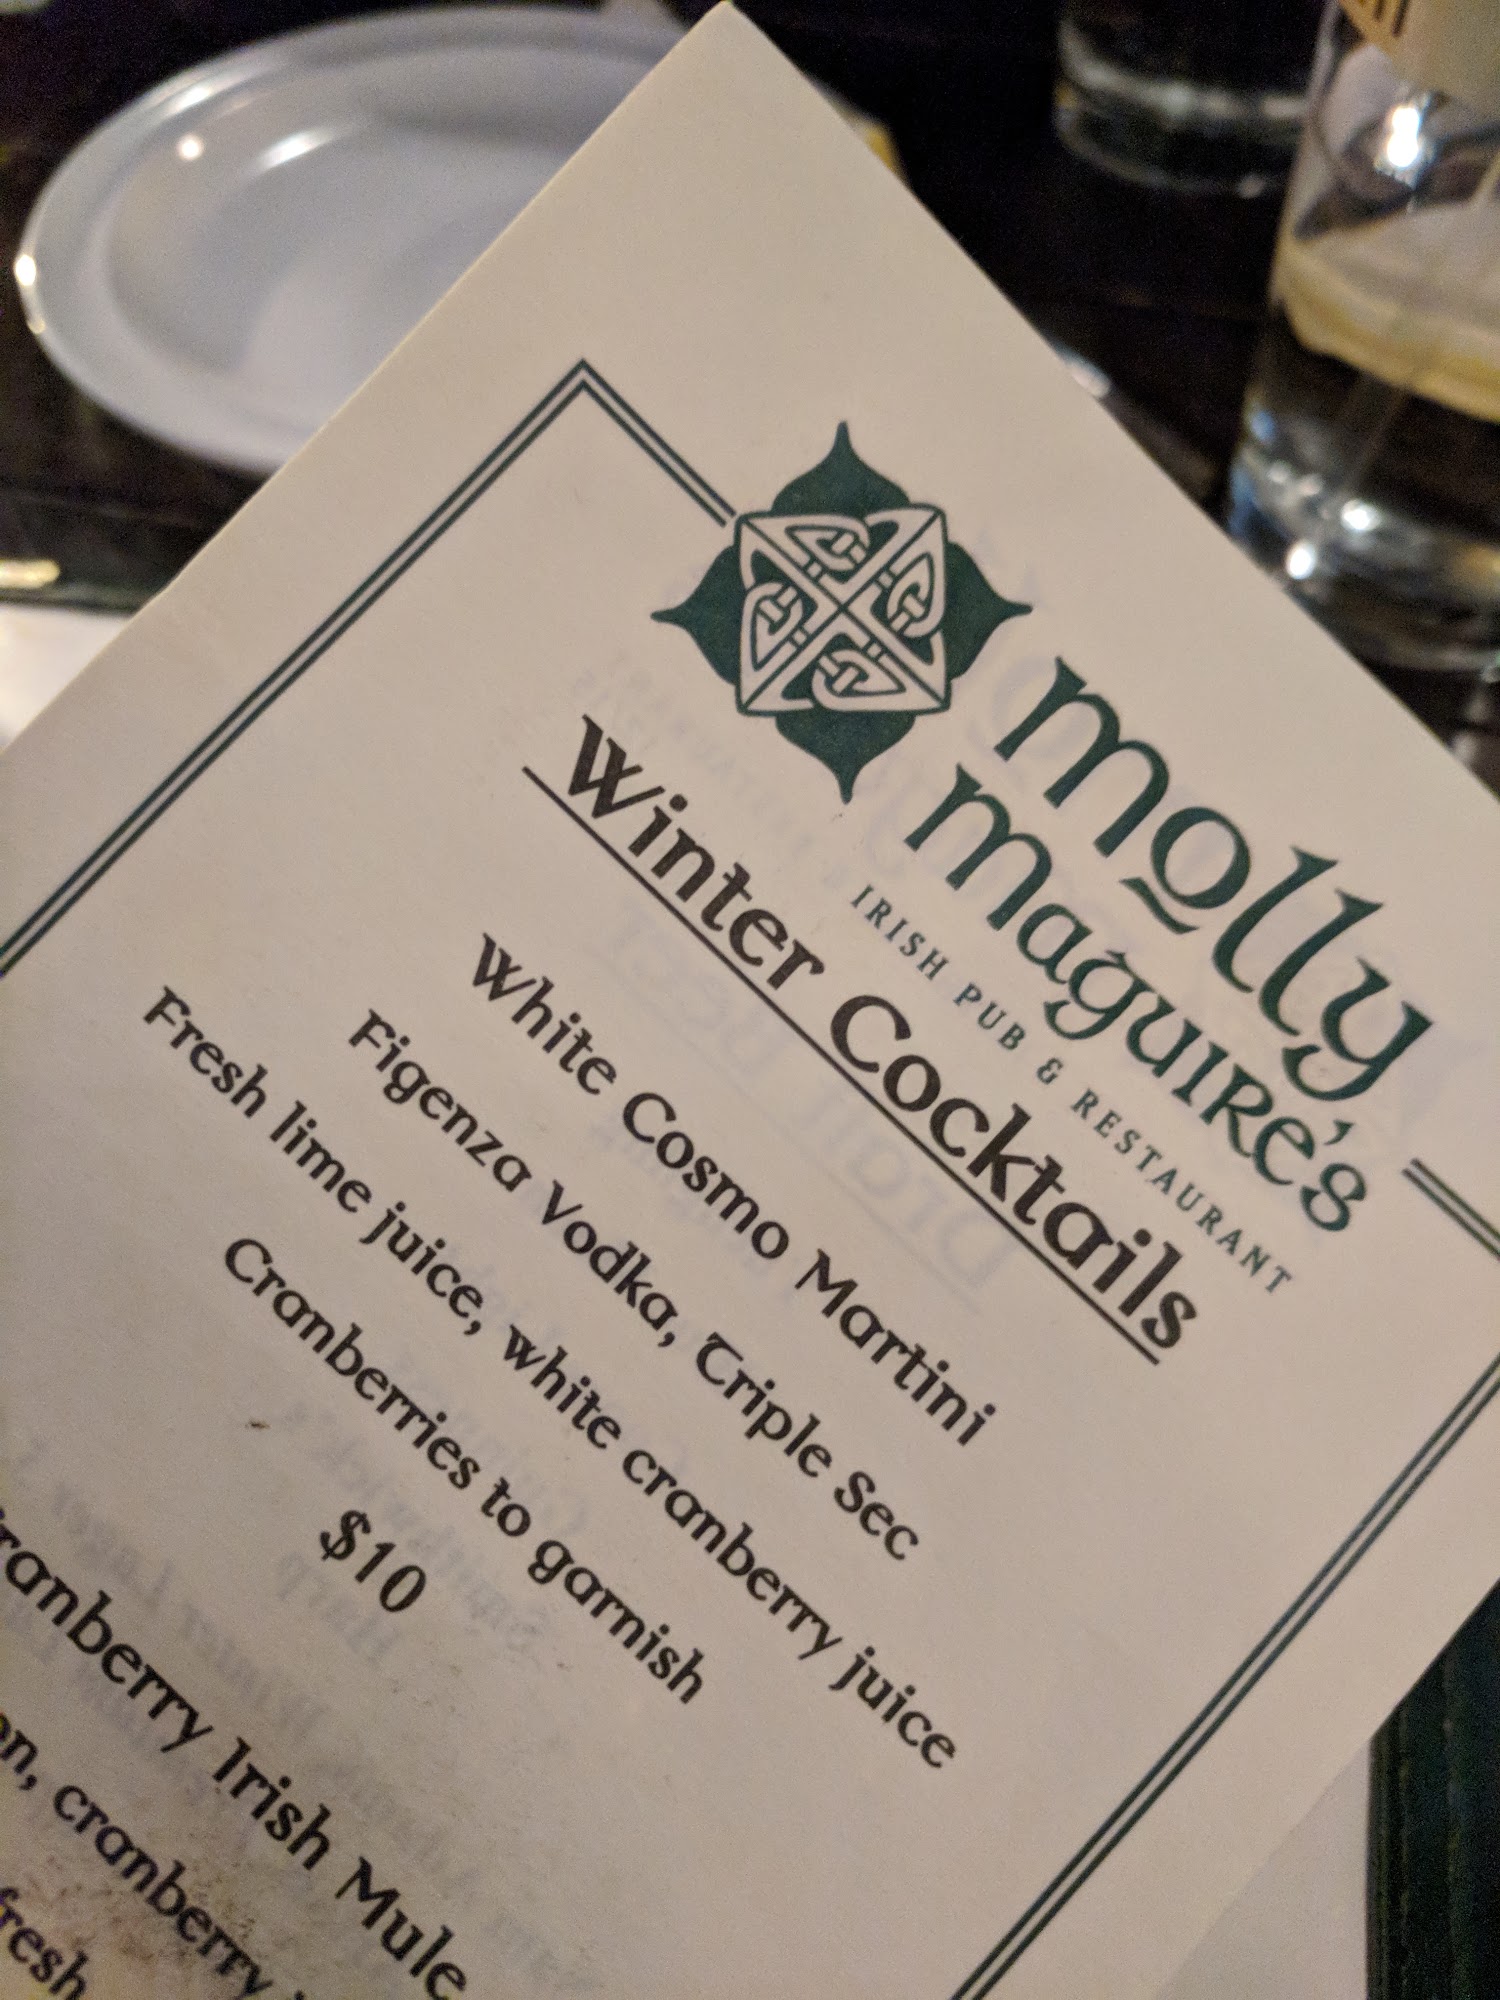 molly
maguire's
IRISH PUB & RESTAURANT
Winter Cocktails
White Cosmo Martini
Figenza Vodka, Triple Sec
Fresh lime juice, white cranberry juice
Cranberries to garnish
$10
Irish Mule
cranberry
fresh